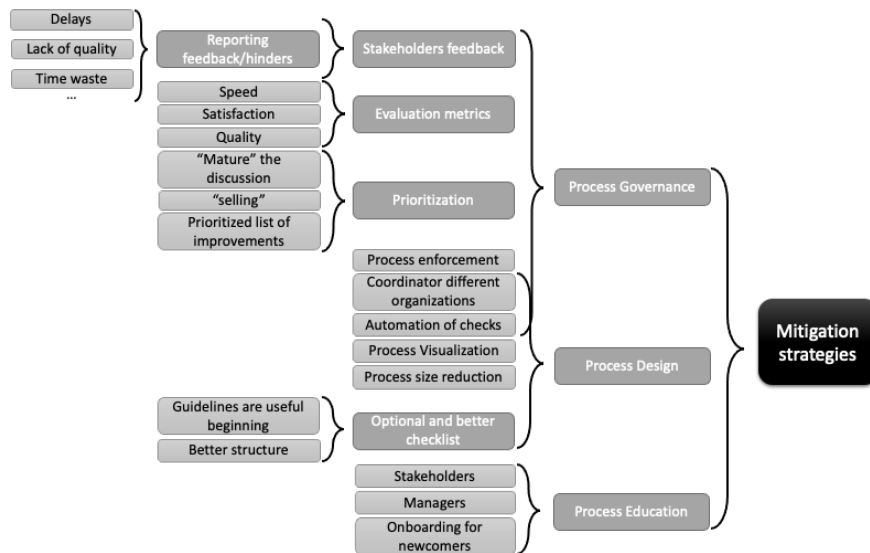 Delays
Lack of quality
Time waste
...
Reporting
feedback/hinders
Stakeholders feedback
Speed
Satisfaction
Quality
Evaluation metrics
“Mature” the
discussion
“selling”
Prioritized list of
improvements
Prioritization
Process Governance
Process enforcement
Coordinator different
organizations
Automation of checks
Process Visualization
Process size reduction
Process Design
Guidelines are useful
beginning
Better structure
Optional and better
checklist
Stakeholders
Managers
Onboarding for
newcomers
Process Education
Mitigation
strategies